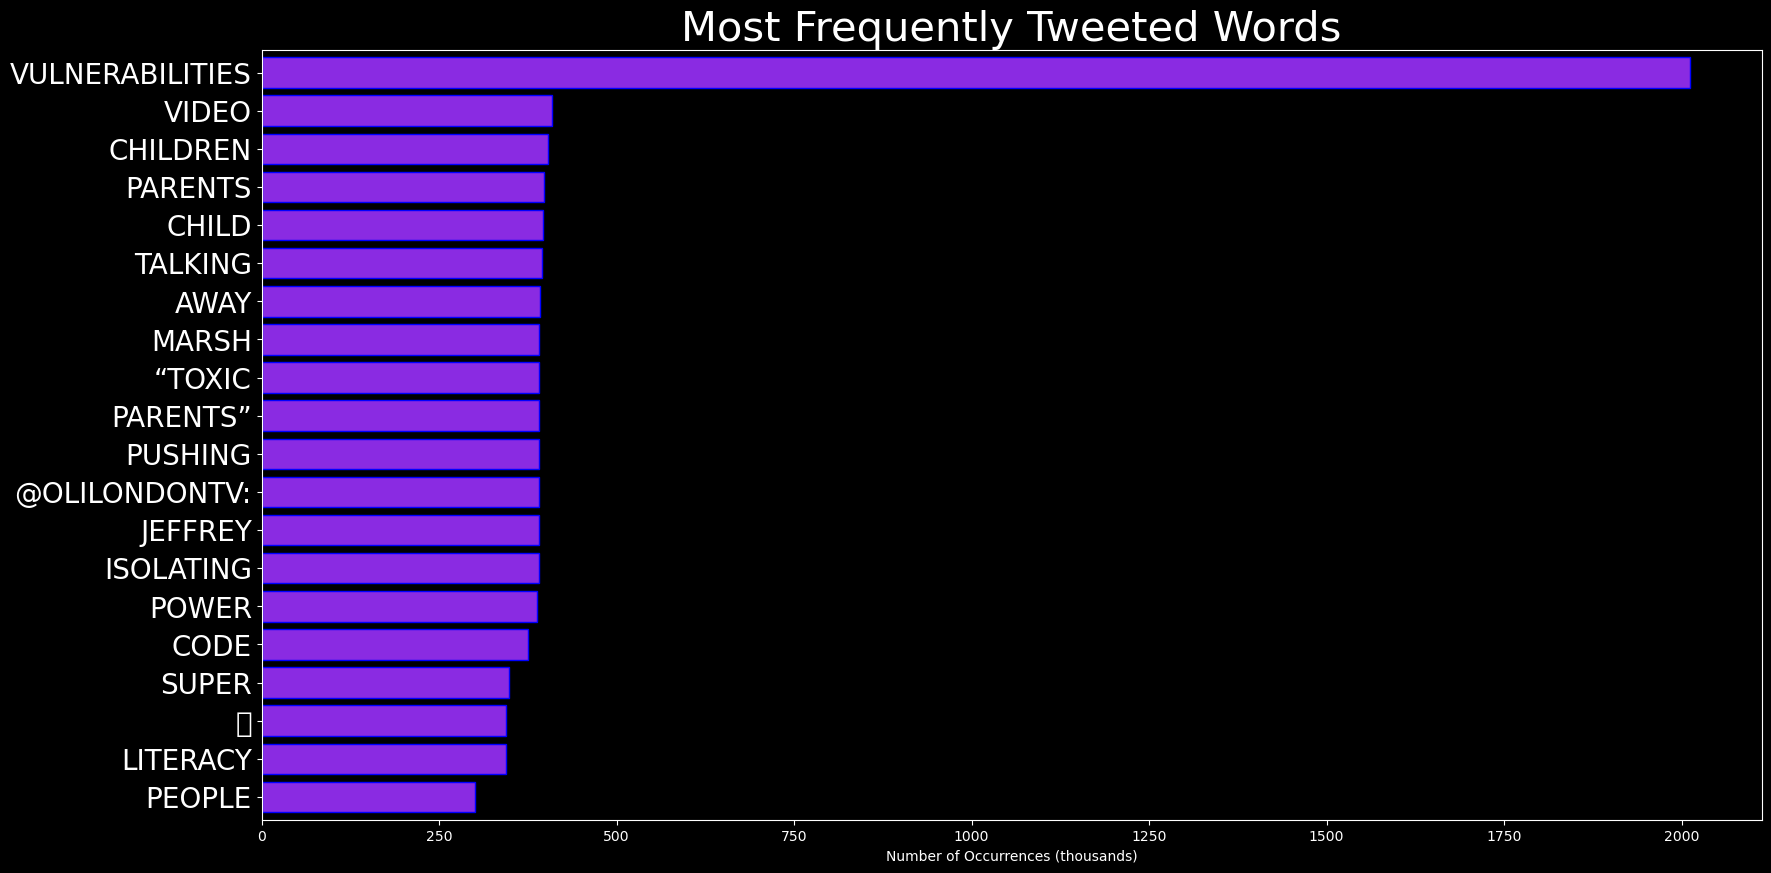 Most Frequently Tweeted Words
VULNERABILITIES
VIDEO
CHILDREN
PARENTS
CHILD
TALKING
AWAY
MARSH
“TOXIC
PARENTS”
PUSHING
@OLILONDONTV:
JEFFREY
ISOLATING
POWER
CODE
SUPER
LITERACY
PEOPLE
0 250 500 750 1000 1250 1500 1750 2000
Number of Occurrences (thousands)